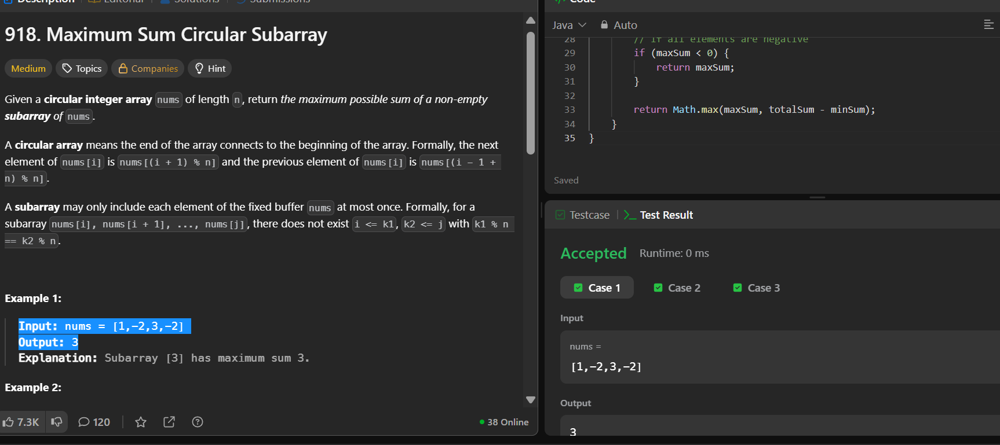 Description Editorial Solutions Submissions
918. Maximum Sum Circular Subarray
Medium Topics Companies Hint
Given a circular integer array nums of length n, return the maximum possible sum of a non-empty
subarray of nums.
A circular array means the end of the array connects to the beginning of the array. Formally, the next
element of nums[i] is nums[(i + 1) % n] and the previous element of nums[i] is nums[(i - 1 +
n) % n].
A subarray may only include each element of the fixed buffer nums at most once. Formally, for a
subarray nums[i], nums[i + 1], ..., nums[j], there does not exist i <= k1, k2 <= j with k1 % n
== k2 % n.
Example 1:
Input: nums = [1,-2,3,-2]
Output: 3
Explanation: Subarray [3] has maximum sum 3.
Example 2:
7.3K 120 38 Online
</> Code
Java Auto
28 // if all elements are negative
29 if (maxSum < 0) {
30 return maxSum;
31 }
32
33 return Math.max(maxSum, totalSum - minSum);
34 }
35 }
Saved
Testcase >_ Test Result
Accepted Runtime: 0 ms
Case 1 Case 2 Case 3
Input
nums =
[1,-2,3,-2]
Output
3